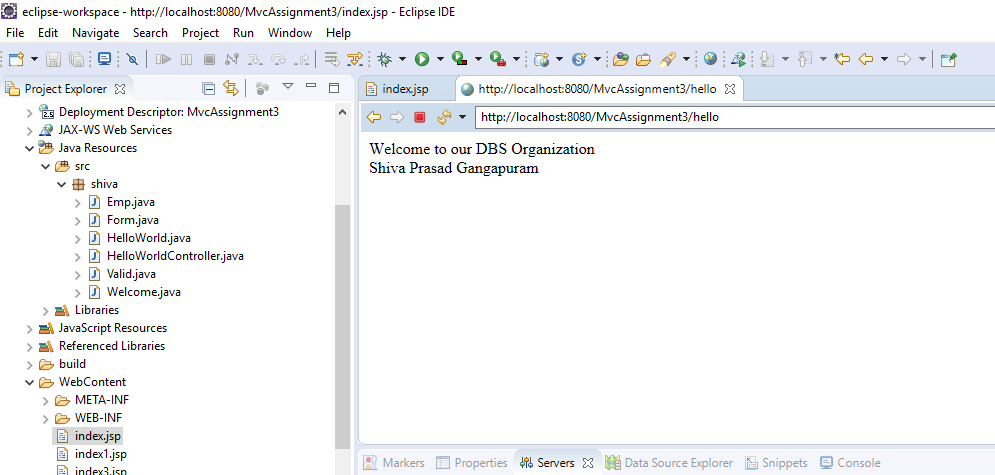 eclipse-workspace - http://localhost:8080/MvcAssignment3/index.jsp - Eclipse IDE
File Edit Navigate Search Project Run Window Help
Project Explorer
Deployment Descriptor: MvcAssignment3
JAX-WS Web Services
Java Resources
src
shiva
Emp.java
Form.java
HelloWorld.java
HelloWorldController.java
Valid.java
Welcome.java
Libraries
JavaScript Resources
Referenced Libraries
build
WebContent
META-INF
WEB-INF
index.jsp
index1.jsp
index3.jsp
index.jsp http://localhost:8080/MvcAssignment3/hello
http://localhost:8080/MvcAssignment3/hello
Welcome to our DBS Organization
Shiva Prasad Gangapuram
Markers Properties Servers Data Source Explorer Snippets Console